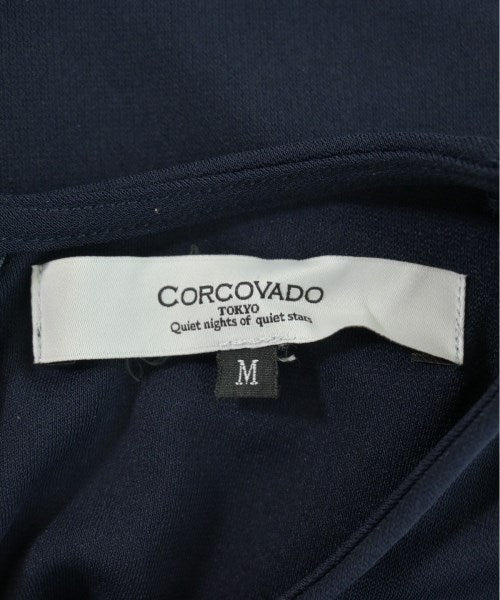 CORCOVADO
TOKYO
Quiet nights of quiet stars
M